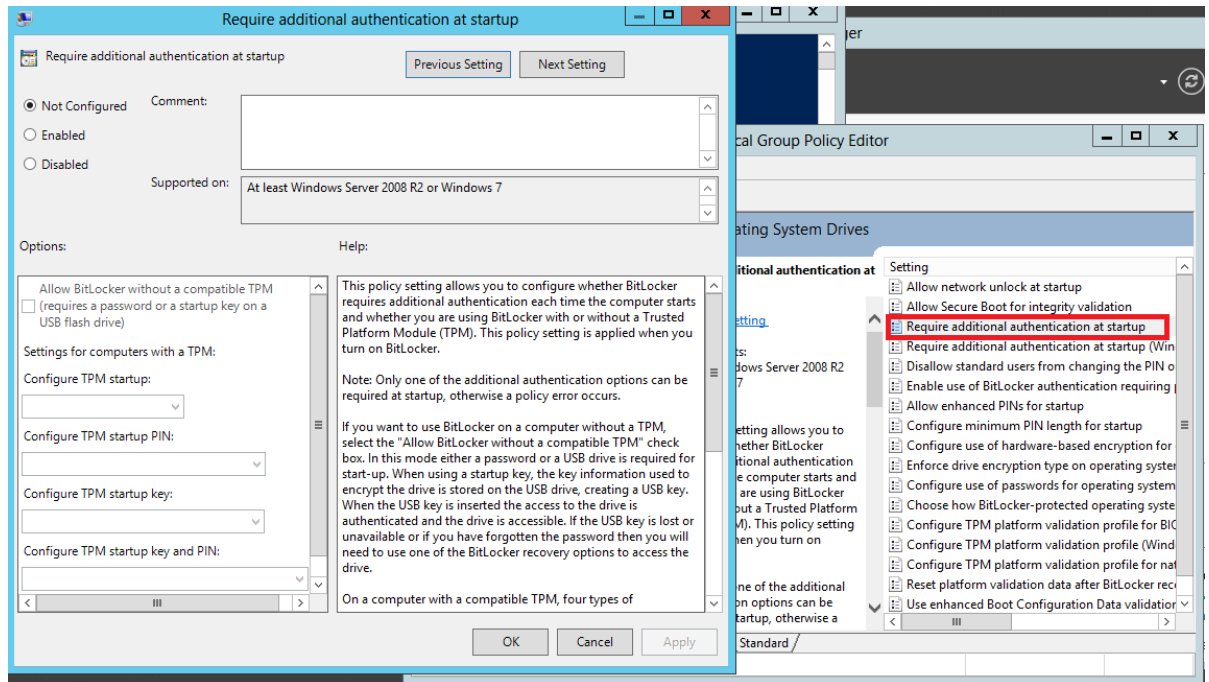 Require additional authentication at startup
Require additional authentication at startup
Previous Setting
Next Setting
Not Configured
Enabled
Disabled
Comment:
Supported on:
At least Windows Server 2008 R2 or Windows 7
Options:
Help:
Allow BitLocker without a compatible TPM
(requires a password or a startup key on a
USB flash drive)
Settings for computers with a TPM:
Configure TPM startup:
Configure TPM startup PIN:
Configure TPM startup key:
Configure TPM startup key and PIN:
This policy setting allows you to configure whether BitLocker
requires additional authentication each time the computer starts
and whether you are using BitLocker with or without a Trusted
Platform Module (TPM). This policy setting is applied when you
turn on BitLocker.
Note: Only one of the additional authentication options can be
required at startup, otherwise a policy error occurs.
If you want to use BitLocker on a computer without a TPM,
select the "Allow BitLocker without a compatible TPM" check
box. In this mode either a password or a USB drive is required for
start-up. When using a startup key, the key information used to
encrypt the drive is stored on the USB drive, creating a USB key.
When the USB key is inserted the access to the drive is
authenticated and the drive is accessible. If the USB key is lost or
unavailable or if you have forgotten the password then you will
need to use one of the BitLocker recovery options to access the
drive.
On a computer with a compatible TPM, four types of
OK
Cancel
Apply
ger
cal Group Policy Editor
ating System Drives
itional authentication at
etting
ts:
dows Server 2008 R2
7
etting allows you to
hether BitLocker
itional authentication
e computer starts and
are using BitLocker
out a Trusted Platform
M). This policy setting
hen you turn on
ne of the additional
on options can be
tartup, otherwise a
Setting
Allow network unlock at startup
Allow Secure Boot for integrity validation
Require additional authentication at startup
Require additional authentication at startup (Win
Disallow standard users from changing the PIN o
Enable use of BitLocker authentication requiring p
Allow enhanced PINs for startup
Configure minimum PIN length for startup
Configure use of hardware-based encryption for
Enforce drive encryption type on operating syster
Configure use of passwords for operating system
Choose how BitLocker-protected operating syste
Configure TPM platform validation profile for BIC
Configure TPM platform validation profile (Wind
Configure TPM platform validation profile for nat
Reset platform validation data after BitLocker reco
Use enhanced Boot Configuration Data validation
Standard